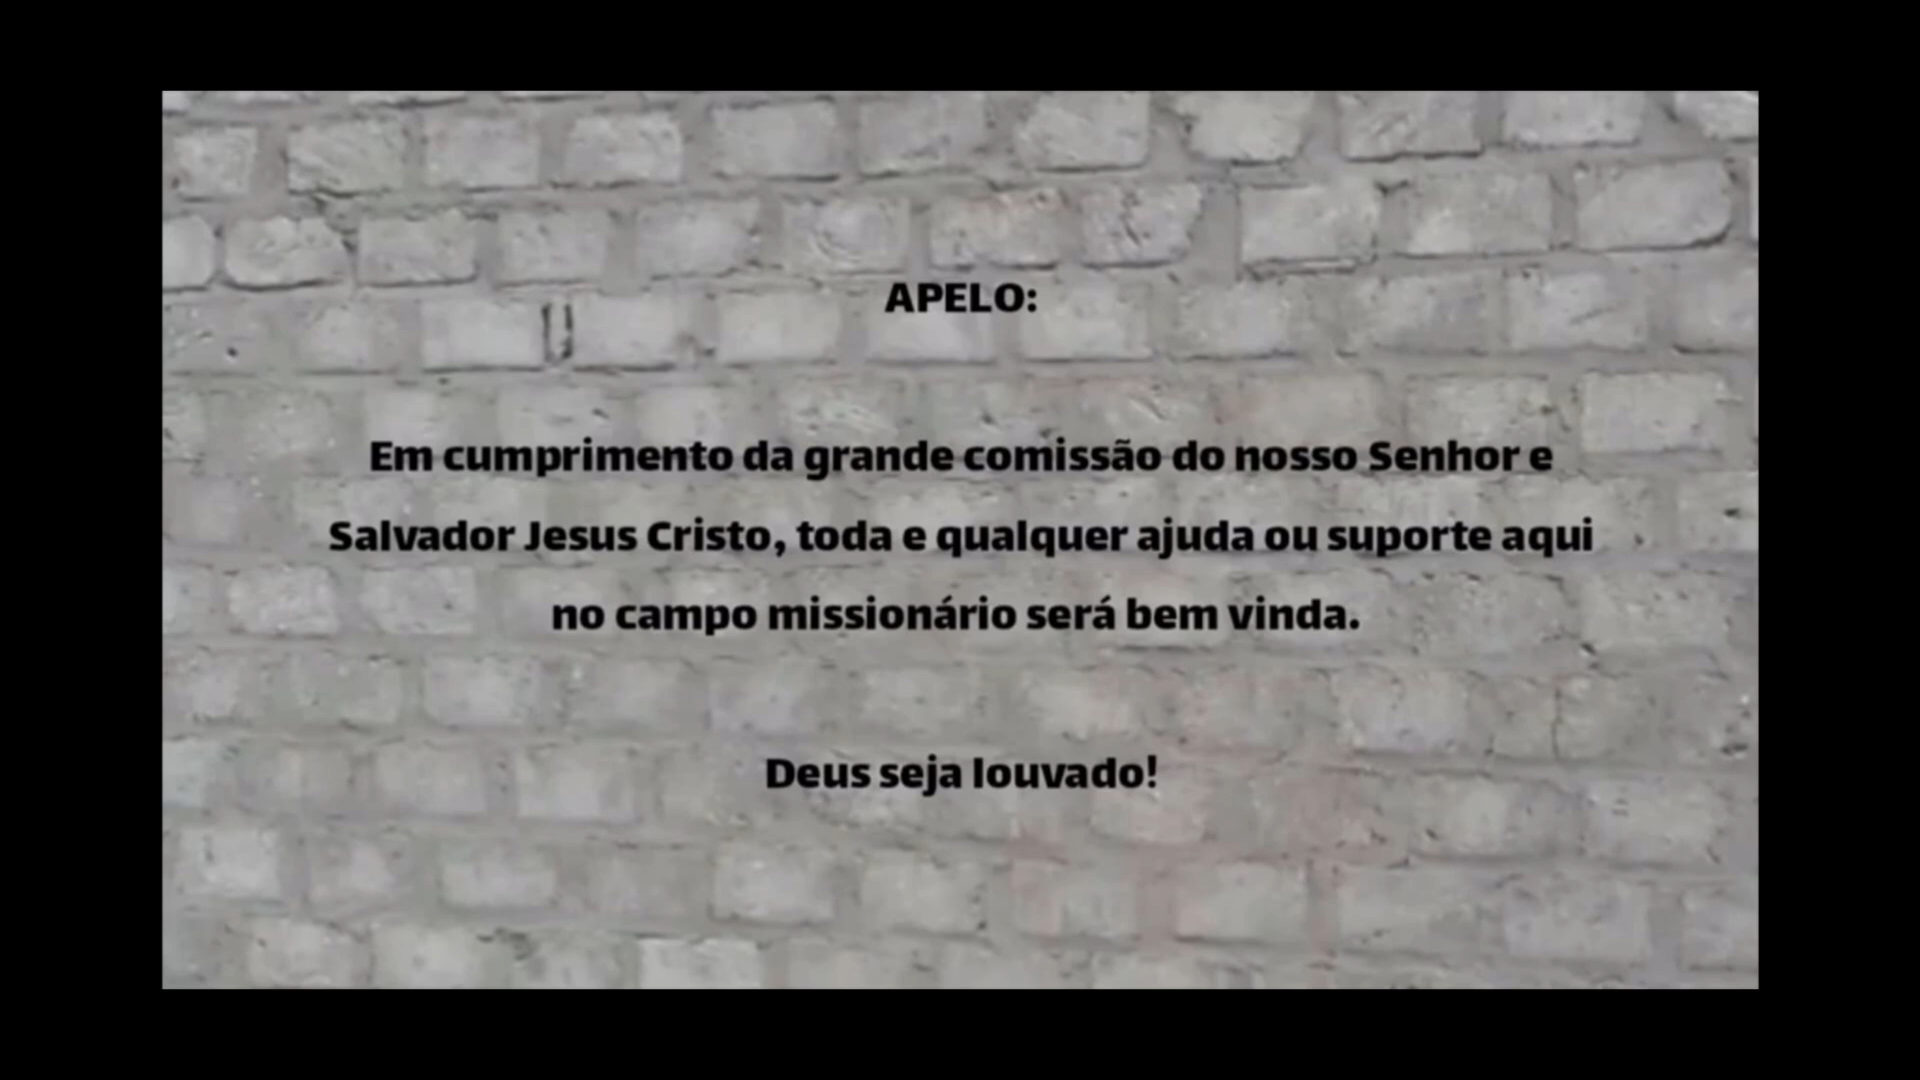 APELO:
Em cumprimento da grande comissão do nosso Senhor e
Salvador Jesus Cristo, toda e qualquer ajuda ou suporte aqui
no campo missionário será bem vinda.
Deus seja louvado!